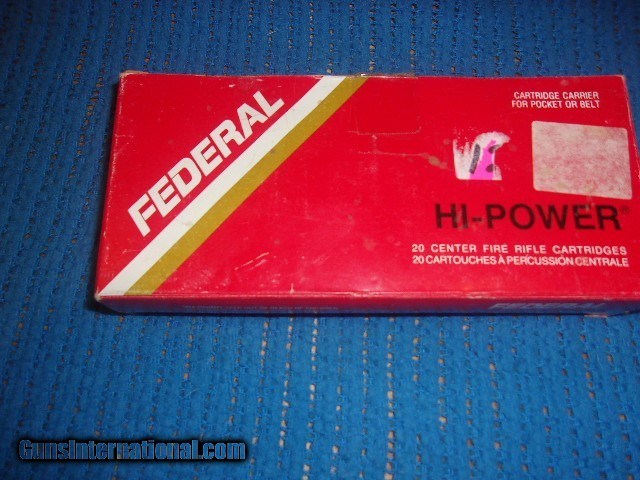 FEDERAL
CARTRIDGE CARRIER
FOR POCKET OR BELT
HI-POWER®
20 CENTER FIRE RIFLE CARTRIDGES
20 CARTOUCHES À PERCUSSION CENTRALE
GunsInternational.com